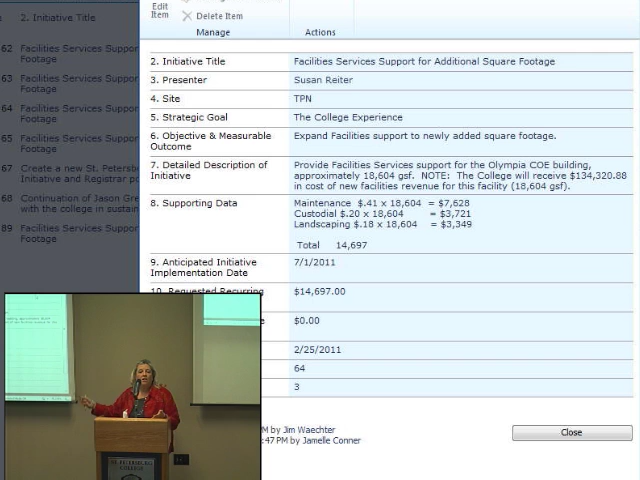 Edit
Item
Delete Item
Manage
Actions
2. Initiative Title
62 Facilities Services Suppor
Footage
63 Facilities Services Suppor
Footage
64 Facilities Services Suppor
Footage
65 Facilities Services Suppor
Footage
67 Create a new St. Petersb
Initiative and Registrar po
68 Continuation of Jason Gre
with the college in sustain
89 Facilities Services Suppor
Footage
2. Initiative Title Facilities Services Support for Additional Square Footage
3. Presenter Susan Reiter
4. Site TPN
5. Strategic Goal The College Experience
6. Objective & Measurable Expand Facilities support to newly added square footage.
Outcome
7. Detailed Description of Provide Facilities Services support for the Olympia COE building,
Initiative approximately 18,604 gsf. NOTE: The College will receive $134,320.88
in cost of new facilities revenue for this facility (18,604 gsf).
8. Supporting Data Maintenance $.41 x 18,604 = $7,628
Custodial $.20 x 18,604 = $3,721
Landscaping $.18 x 18,604 = $3,349
Total 14,697
9. Anticipated Initiative 7/1/2011
Implementation Date
10. Requested Recurring $14,697.00
$0.00
2/25/2011
64
3
M by Jim Waechter
:47 PM by Jamelle Conner
Close
ST. PETERSBURG
COLLEGE